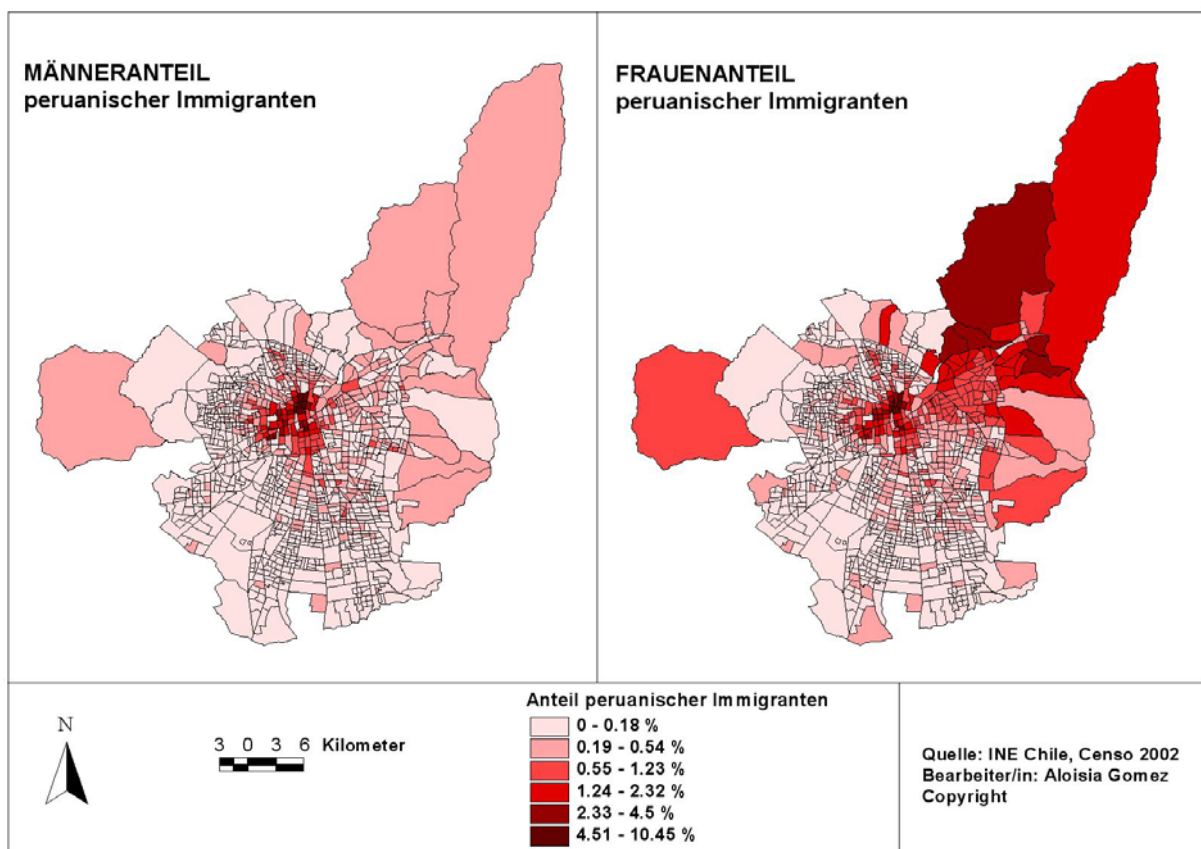 MÄNNERANTEIL
peruanischer Immigranten
FRAUENANTEIL
peruanischer Immigranten
N
3 0 3 6 Kilometer
Anteil peruanischer Immigranten
0 - 0.18 %
0.19 - 0.54 %
0.55 - 1.23 %
1.24 - 2.32 %
2.33 - 4.5 %
4.51 - 10.45 %
Quelle: INE Chile, Censo 2002
Bearbeiter/in: Aloisia Gomez
Copyright